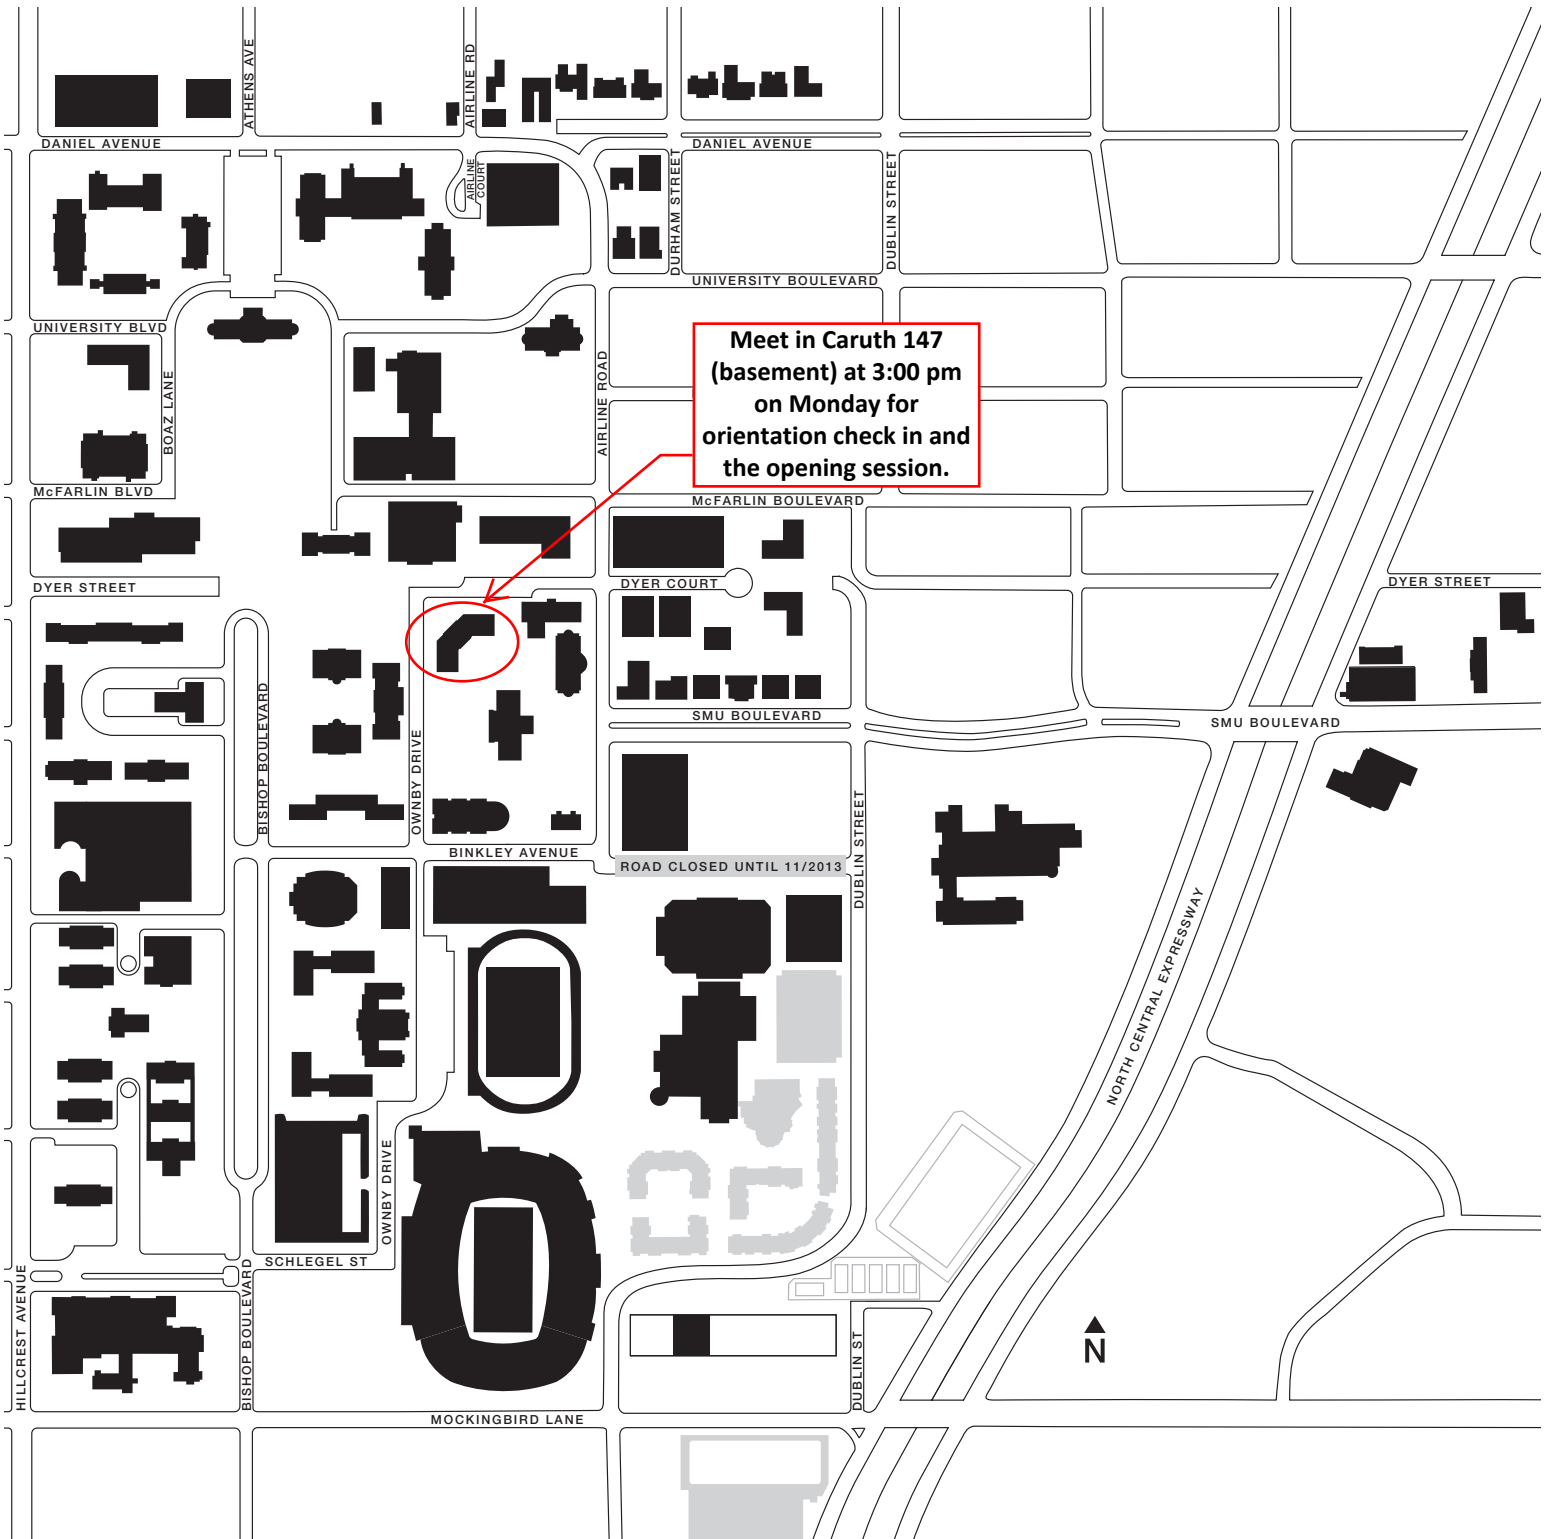 ATHENS AVE
AIRLINE RD
DANIEL AVENUE
DANIEL AVENUE
AIRLINE
COURT
DURHAM STREET
DUBLIN STREET
UNIVERSITY BOULEVARD
UNIVERSITY BLVD
Meet in Caruth 147
(basement) at 3:00 pm
on Monday for
orientation check in and
the opening session.
BOAZ LANE
AIRLINE ROAD
McFARLIN BLVD
McFARLIN BOULEVARD
DYER STREET
DYER COURT
DYER STREET
BISHOP BOULEVARD
OWNBY DRIVE
SMU BOULEVARD
SMU BOULEVARD
DUBLIN STREET
BINKLEY AVENUE
ROAD CLOSED UNTIL 11/2013
NORTH CENTRAL EXPRESSWAY
OWNBY DRIVE
SCHLEGEL ST
HILLCREST AVENUE
BISHOP BOULEVARD
DUBLIN ST
N
MOCKINGBIRD LANE